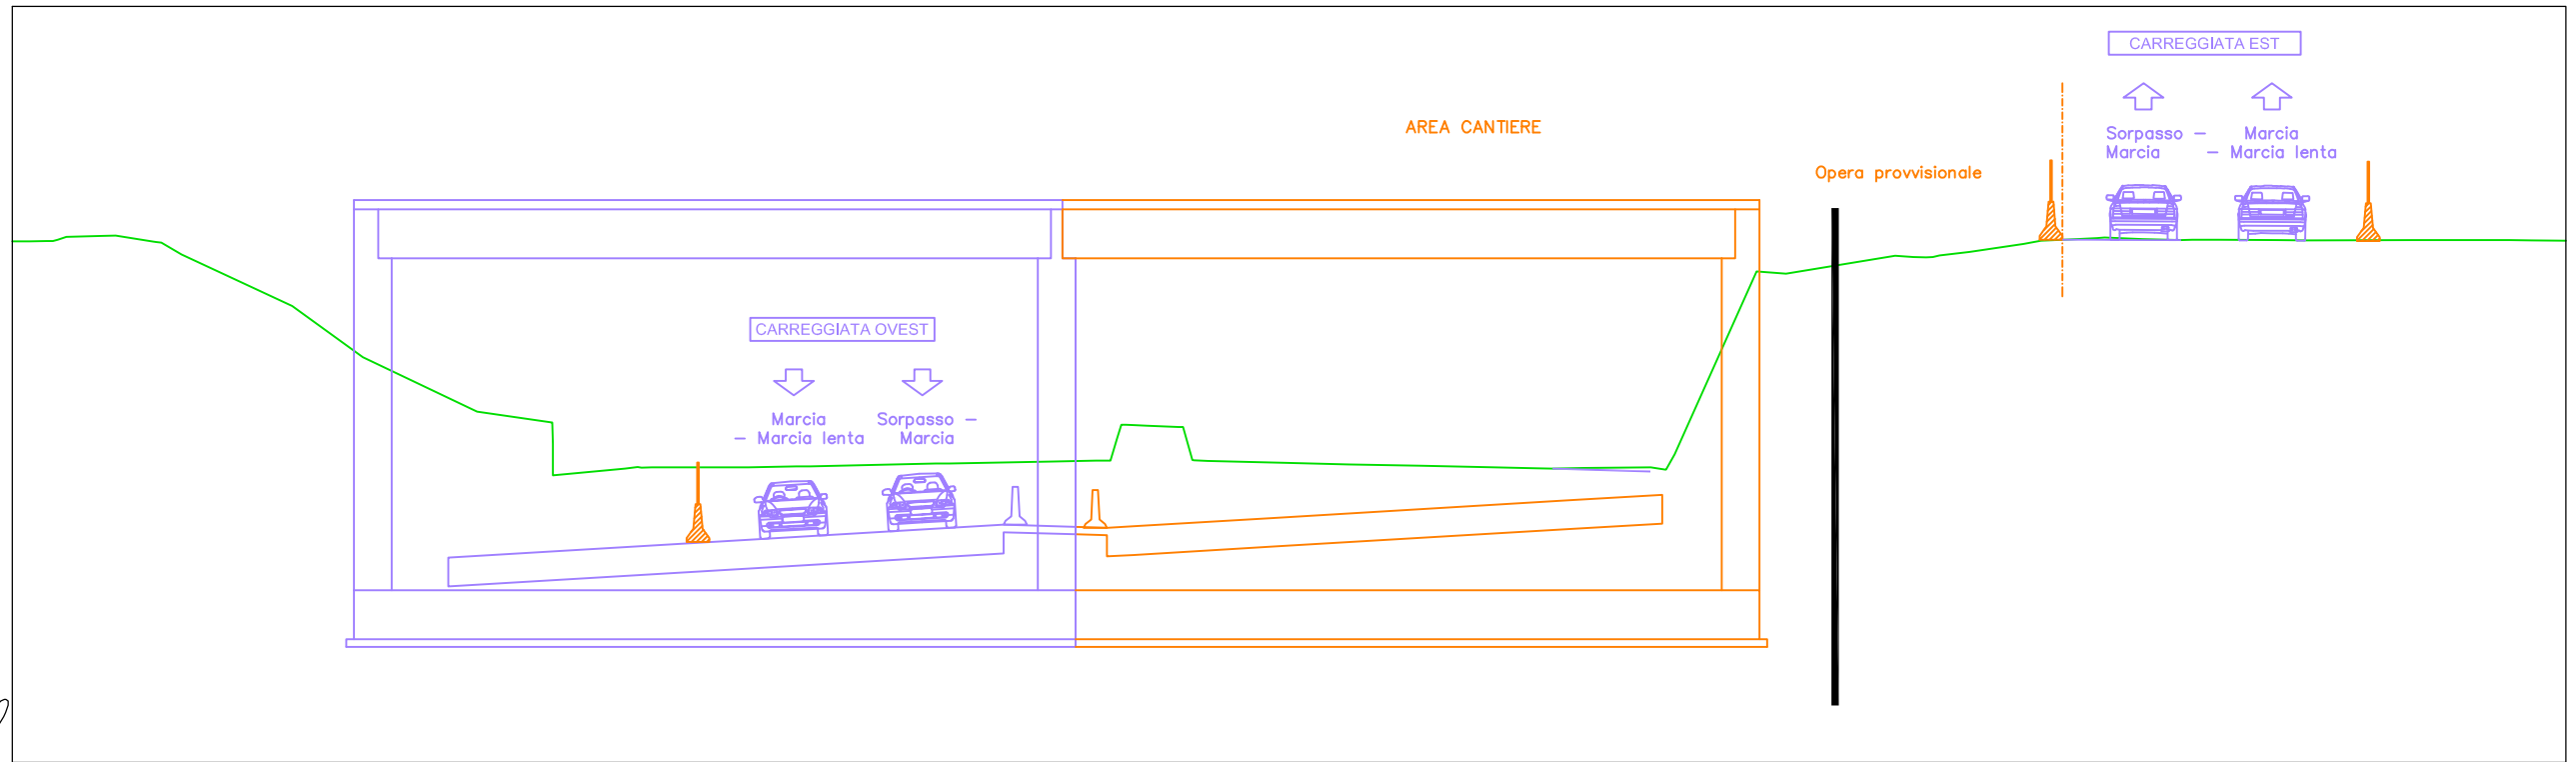 CARREGGIATA EST
Sorpasso - Marcia
Marcia - Marcia lenta
AREA CANTIERE
Opera provvisionale
CARREGGIATA OVEST
Marcia Sorpasso -
- Marcia lenta Marcia